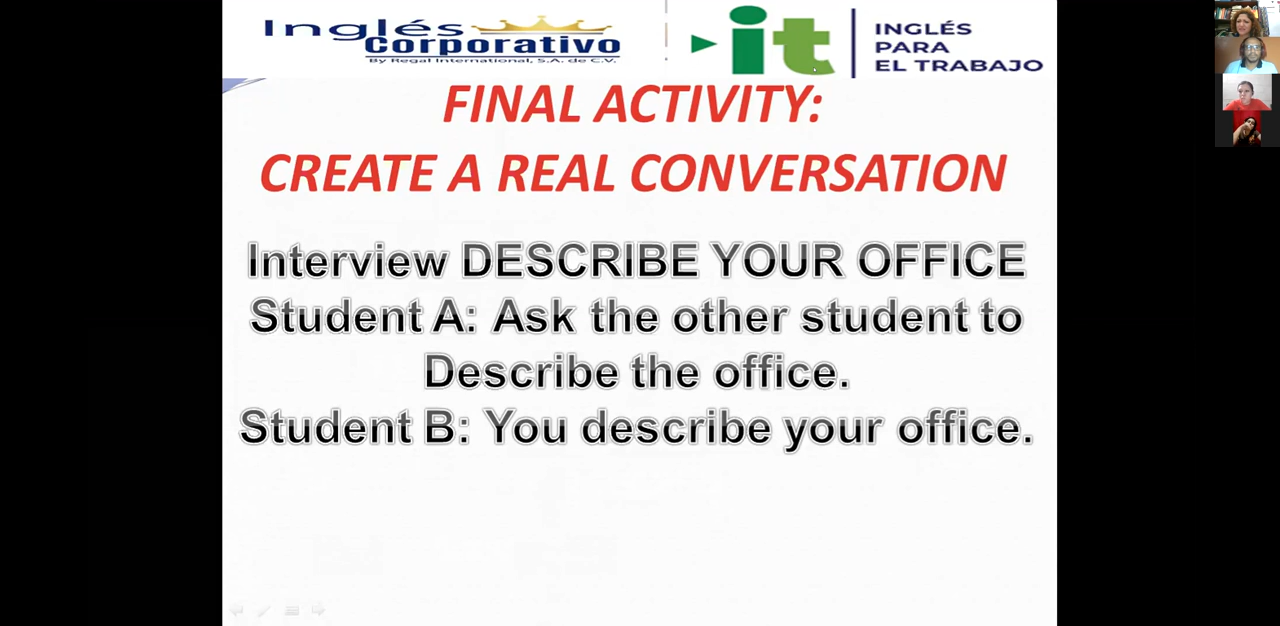 Inglés
Corporativo
By Regal International, S.A. de C.V.
it
INGLÉS
PARA
EL TRABAJO
FINAL ACTIVITY:
CREATE A REAL CONVERSATION
Interview DESCRIBE YOUR OFFICE
Student A: Ask the other student to
Describe the office.
Student B: You describe your office.